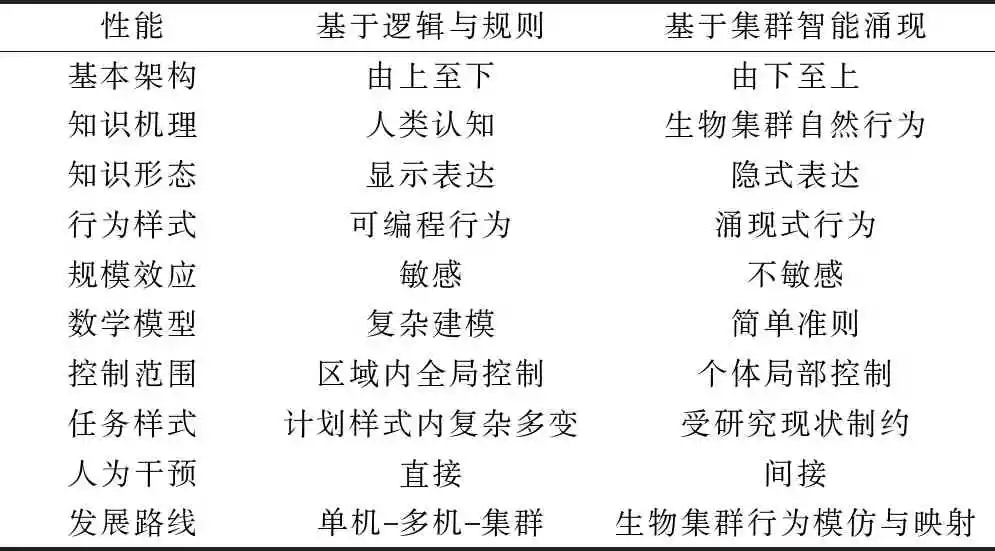 性能 基于逻辑与规则 基于集群智能涌现
基本架构 由上至下 由下至上
知识机理 人类认知 生物集群自然行为
知识形态 显示表达 隐式表达
行为样式 可编程行为 涌现式行为
规模效应 敏感 不敏感
数学模型 复杂建模 简单准则
控制范围 区域内全局控制 个体局部控制
任务样式 计划样式内复杂多变 受研究现状制约
人为干预 直接 间接
发展路线 单机-多机-集群 生物集群行为模仿与映射